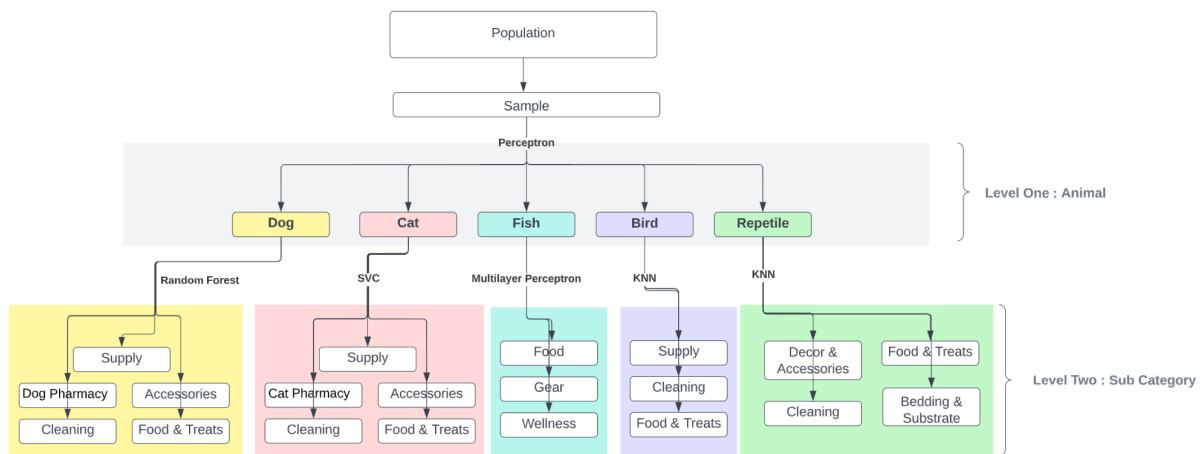 Population
Sample
Perceptron
Level One : Animal
Dog
Cat
Fish
Bird
Repetile
Random Forest
SVC
Multilayer Perceptron
KNN
KNN
Supply
Dog Pharmacy
Accessories
Cleaning
Food & Treats
Supply
Cat Pharmacy
Accessories
Cleaning
Food & Treats
Food
Gear
Wellness
Supply
Cleaning
Food & Treats
Decor &
Accessories
Food & Treats
Cleaning
Bedding &
Substrate
Level Two : Sub Category